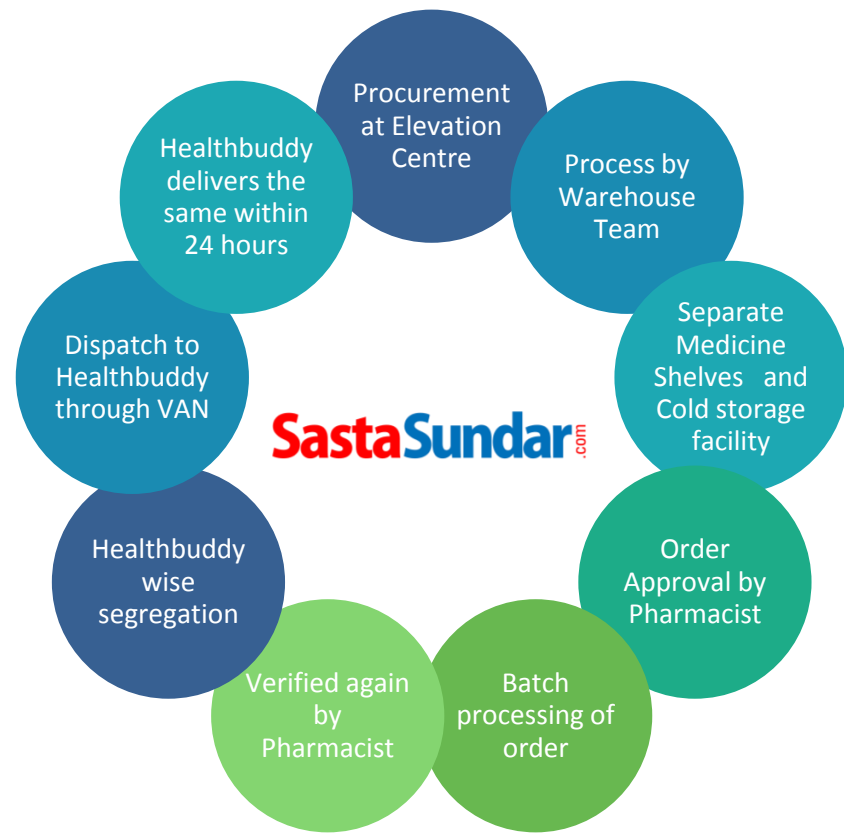 Procurement
at Elevation
Centre
Process by
Warehouse
Team
Separate
Medicine
Shelves and
Cold storage
facility
Order
Approval by
Pharmacist
Batch
processing of
order
Verified again
by
Pharmacist
Healthbuddy
wise
segregation
Dispatch to
Healthbuddy
through VAN
Healthbuddy
delivers the
same within
24 hours
SastaSundar.com